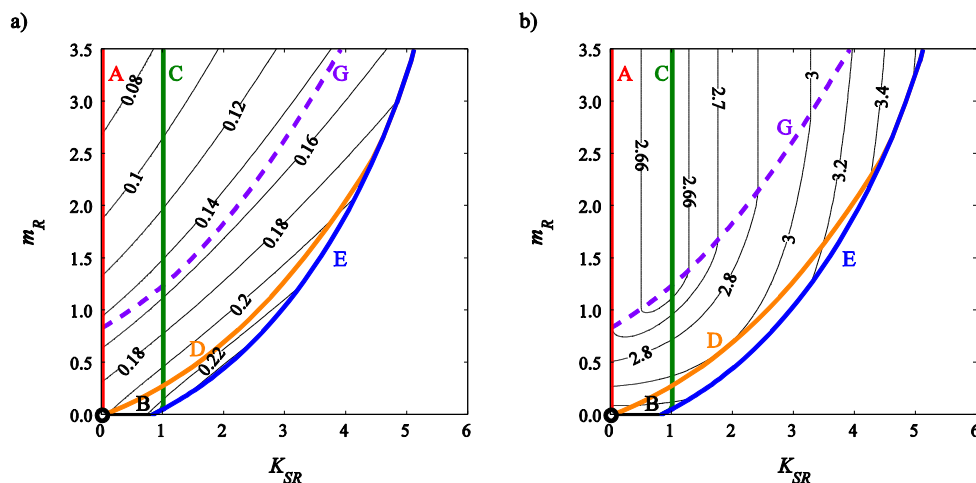 a)
b)
3.5
3.0
2.5
2.0
1.5
1.0
0.5
0.0
m_R
0 1 2 3 4 5 6
K_SR
A
C
G
D
E
B
0.08
0.1
0.12
0.14
0.16
0.18
0.18
0.2
0.22
3.5
3.0
2.5
2.0
1.5
1.0
0.5
0.0
m_R
0 1 2 3 4 5 6
K_SR
A
C
G
D
E
B
2.66
2.66
2.7
2.8
2.8
3
3
3.2
3.4